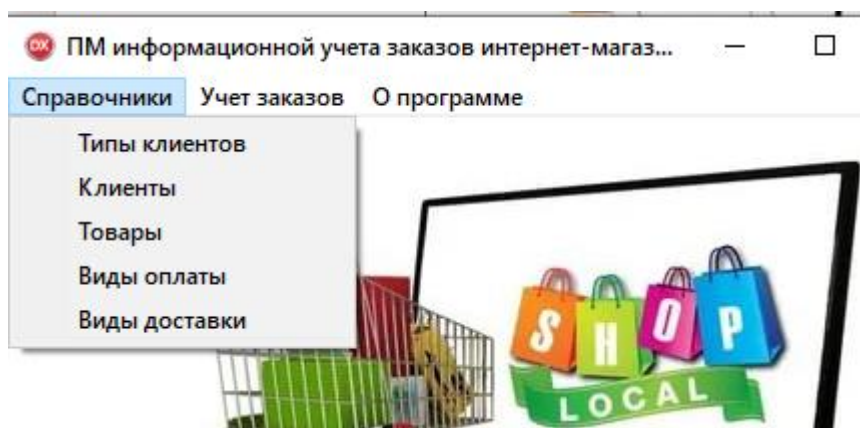 DX ПМ информационной учета заказов интернет-магаз...
Справочники Учет заказов О программе
Типы клиентов
Клиенты
Товары
Виды оплаты
Виды доставки
SHOP
LOCAL